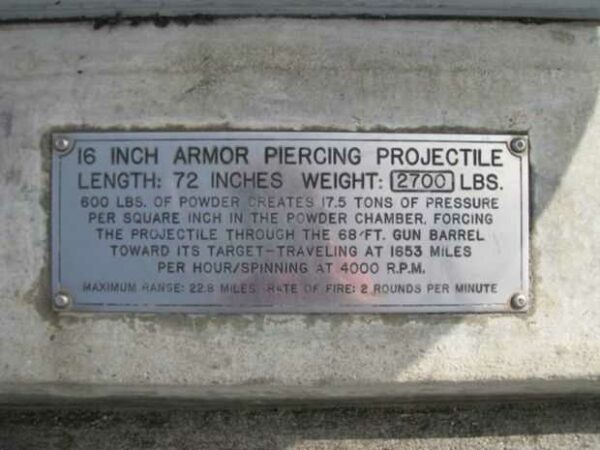 16 INCH ARMOR PIERCING PROJECTILE
LENGTH: 72 INCHES WEIGHT: 2700 LBS.
600 LBS. OF POWDER CREATES 17.5 TONS OF PRESSURE
PER SQUARE INCH IN THE POWDER CHAMBER, FORCING
THE PROJECTILE THROUGH THE 68 FT. GUN BARREL
TOWARD ITS TARGET-TRAVELING AT 1653 MILES
PER HOUR/SPINNING AT 4000 R.P.M.
MAXIMUM RANGE: 22.8 MILES RATE OF FIRE: 2 ROUNDS PER MINUTE